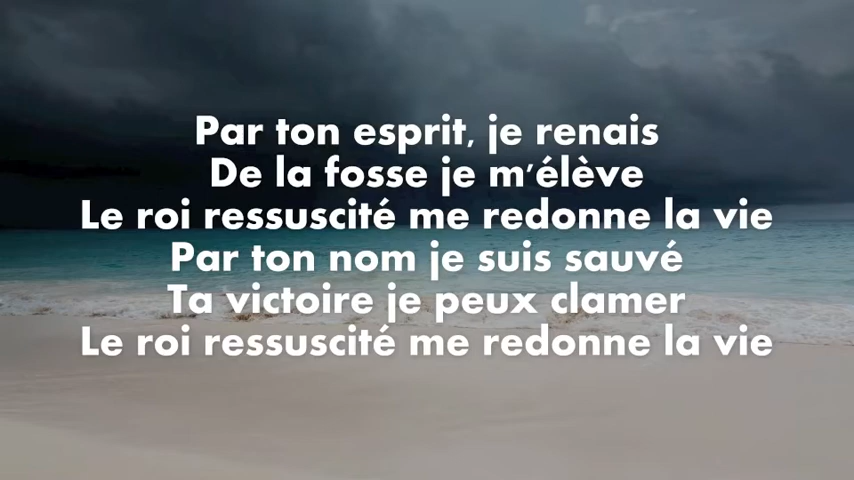 Par ton esprit, je renais
De la fosse je m'élève
Le roi ressuscité me redonne la vie
Par ton nom je suis sauvé
Ta victoire je peux clamer
Le roi ressuscité me redonne la vie